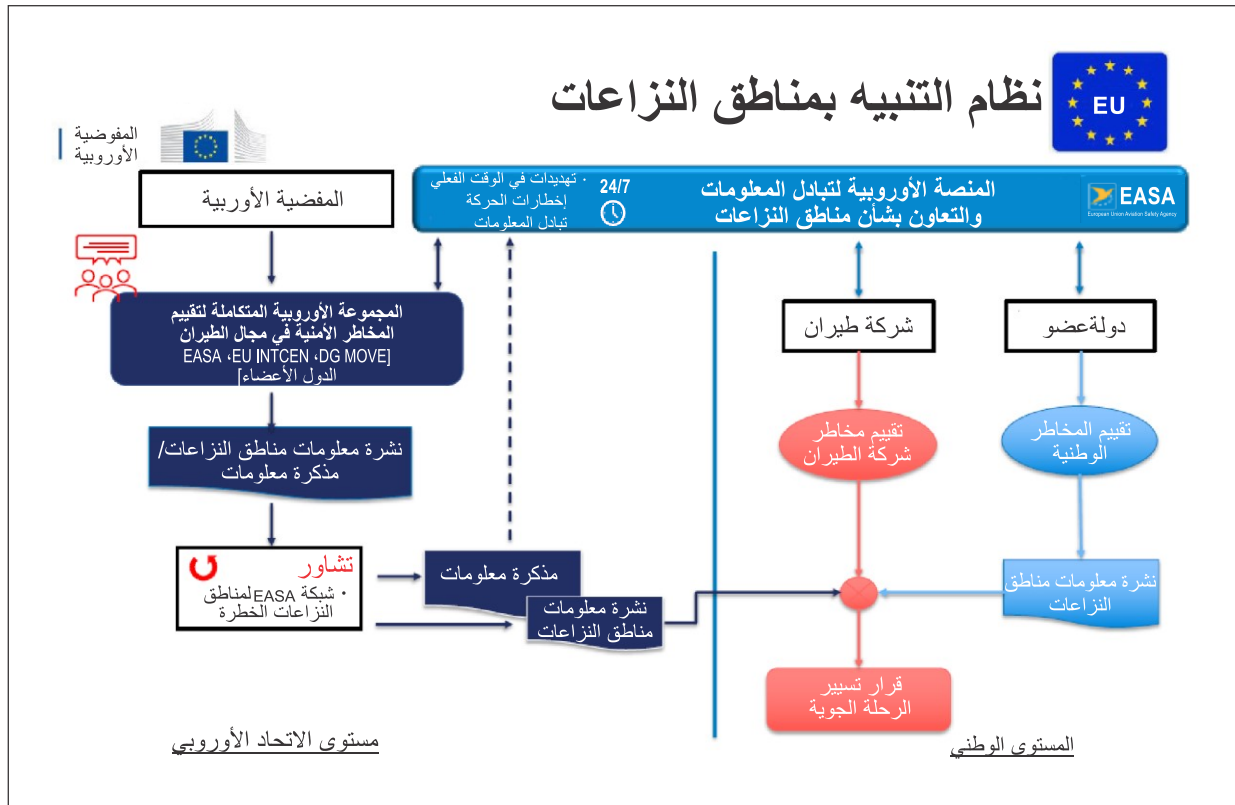 نظام التنبيه بمناطق النزاعات
EU
المفوضية
الأوروبية
المفضية الأوربية
EASA
European Union Aviation Safety Agency
المنصة الأوروبية لتبادل المعلومات
والتعاون بشأن مناطق النزاعات
24/7
· تهديدات في الوقت الفعلي
إخطارات الحركة
تبادل المعلومات
المجموعة الأوروبية المتكاملة لتقييم
المخاطر الأمنية في مجال الطيران
[DG MOVE، EU INTCEN، EASA
الدول الأعضاء]
شركة طيران
دولة عضو
نشرة معلومات مناطق النزاعات/
مذكرة معلومات
تقييم مخاطر
شركة الطيران
تقييم المخاطر
الوطنية
تشاور
· شبكة EASA لمناطق
النزاعات الخطرة
مذكرة معلومات
نشرة معلومات
مناطق النزاعات
نشرة معلومات مناطق
النزاعات
قرار تسيير
الرحلة الجوية
مستوى الاتحاد الأوروبي
المستوى الوطني